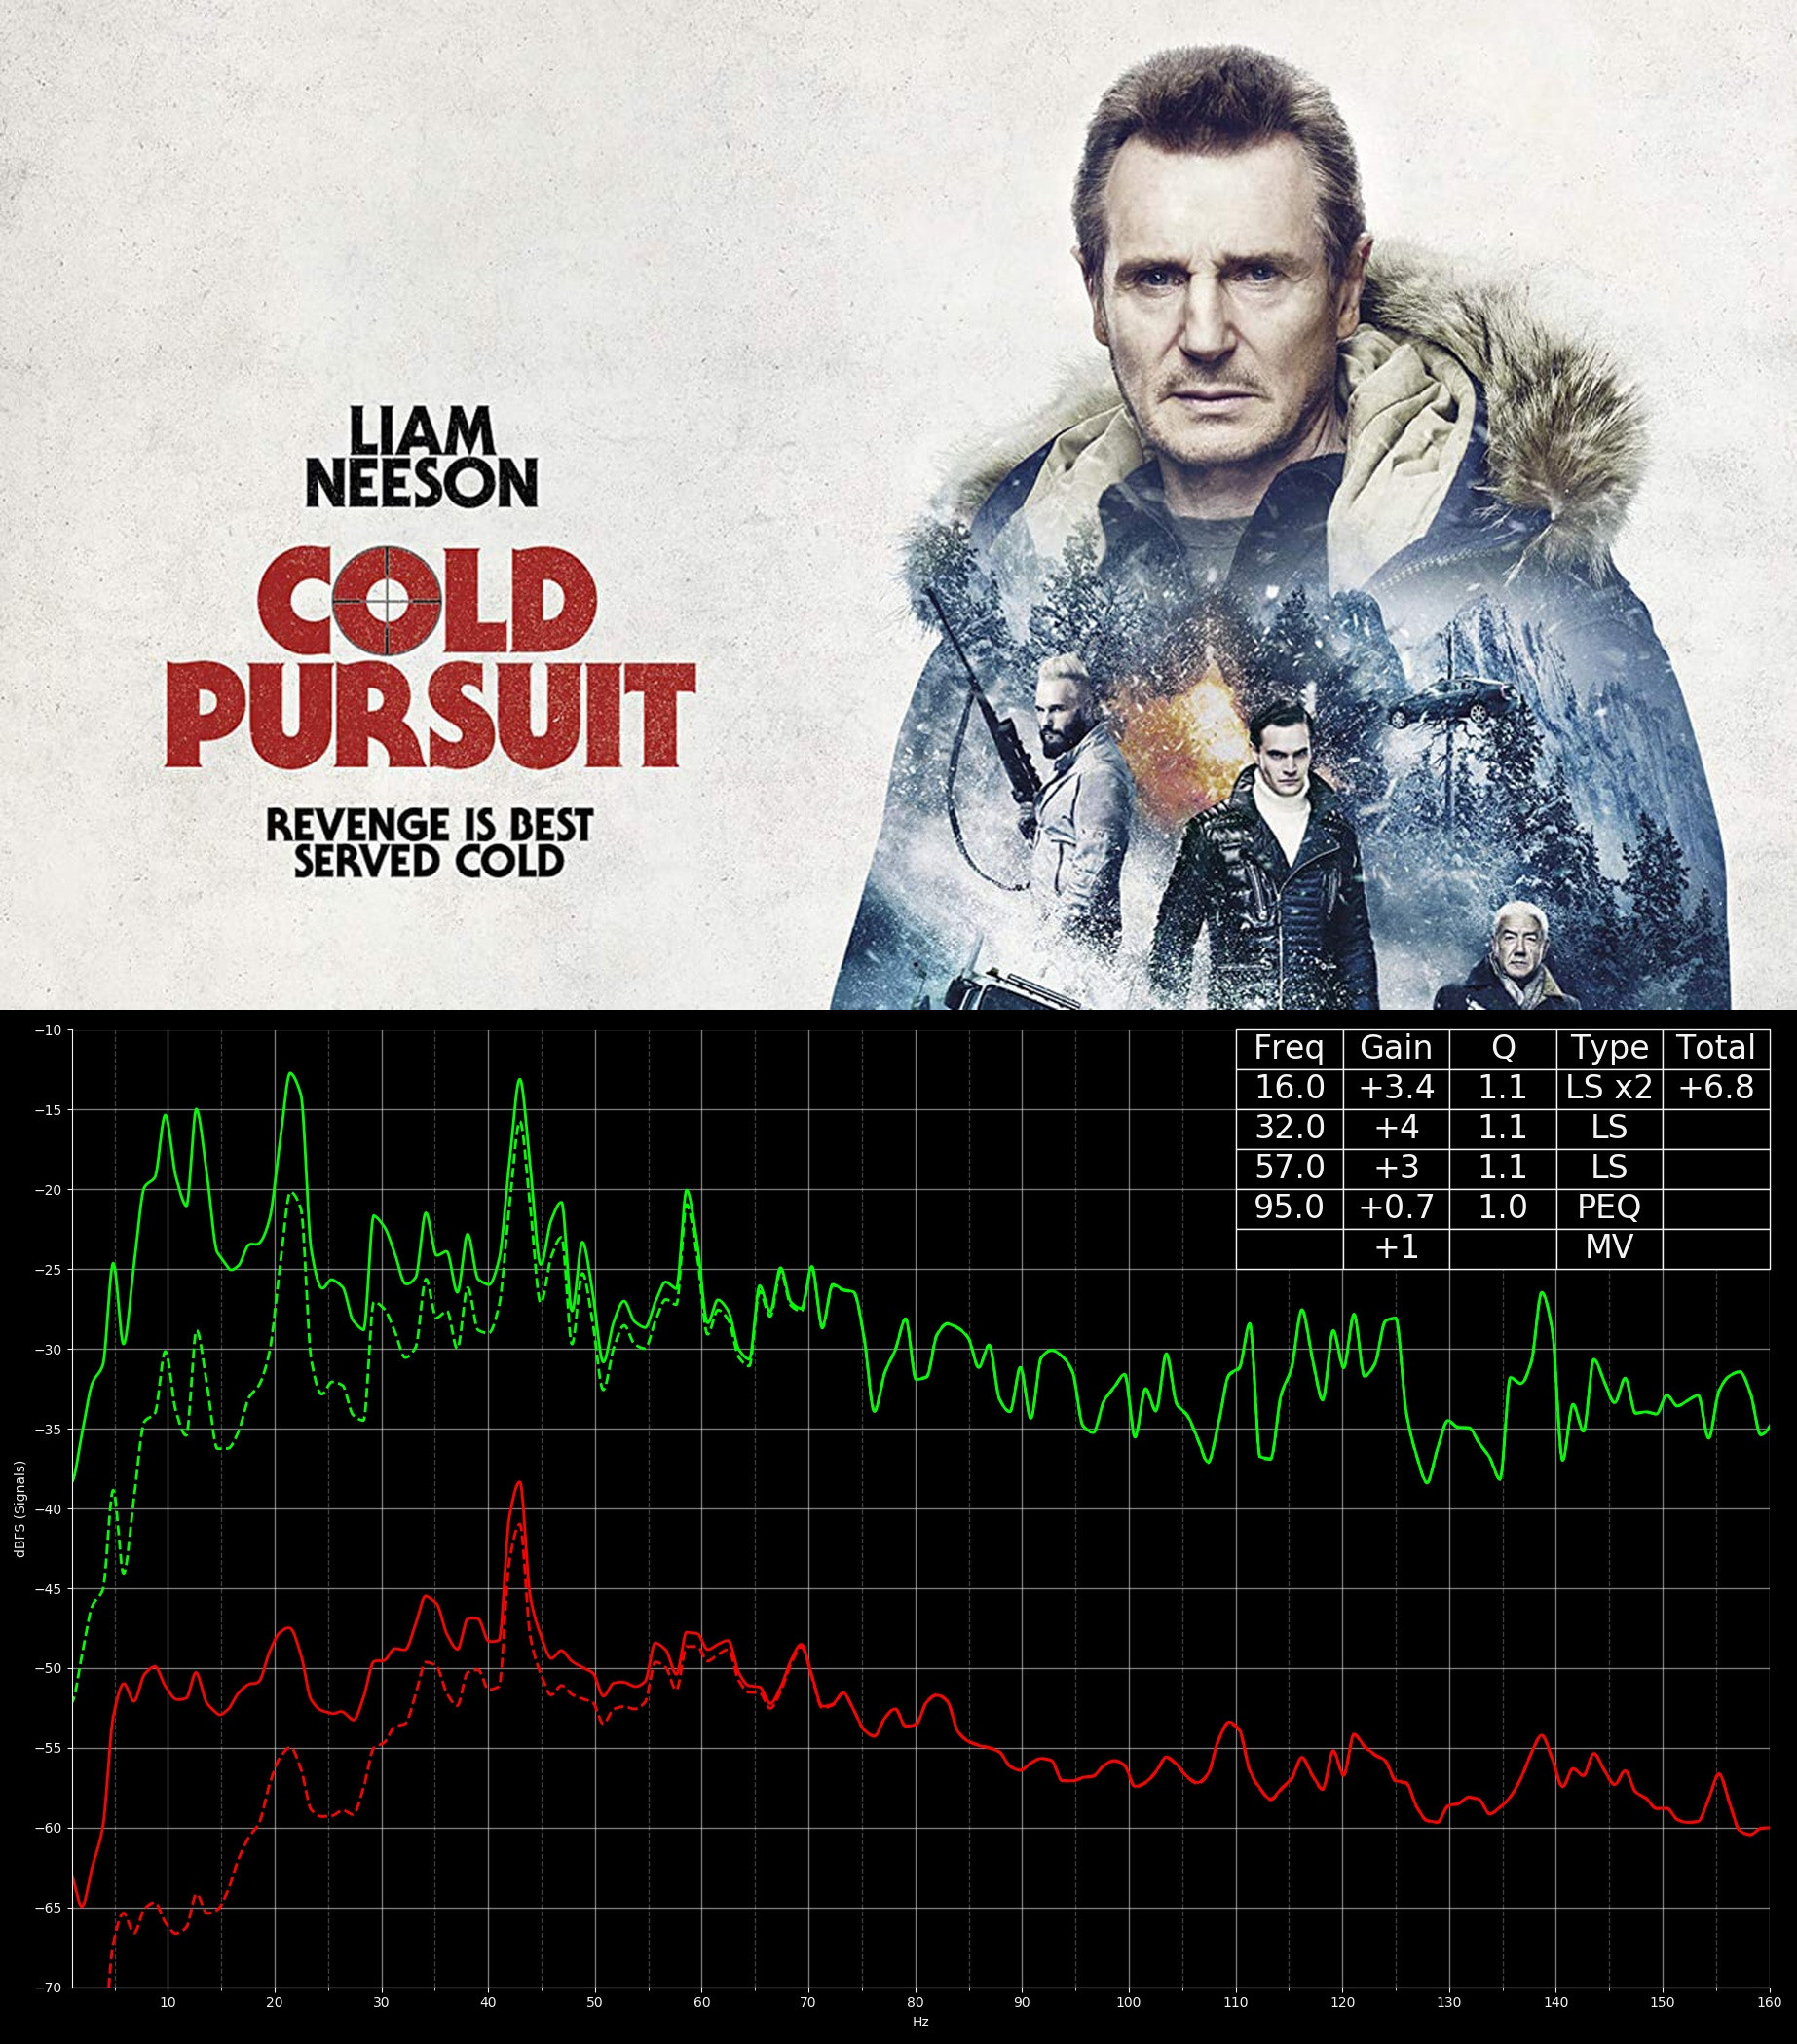 LIAM
NEESON
COLD
PURSUIT
REVENGE IS BEST
SERVED COLD
Freq Gain Q Type Total
16.0 +3.4 1.1 LS x2 +6.8
32.0 +4 1.1 LS
57.0 +3 1.1 LS
95.0 +0.7 1.0 PEQ
+1 MV
−10
−15
−20
−25
−30
−35
−40
−45
−50
−55
−60
−65
−70
dBFS (Signals)
10 20 30 40 50 60 70 80 90 100 110 120 130 140 150 160
Hz